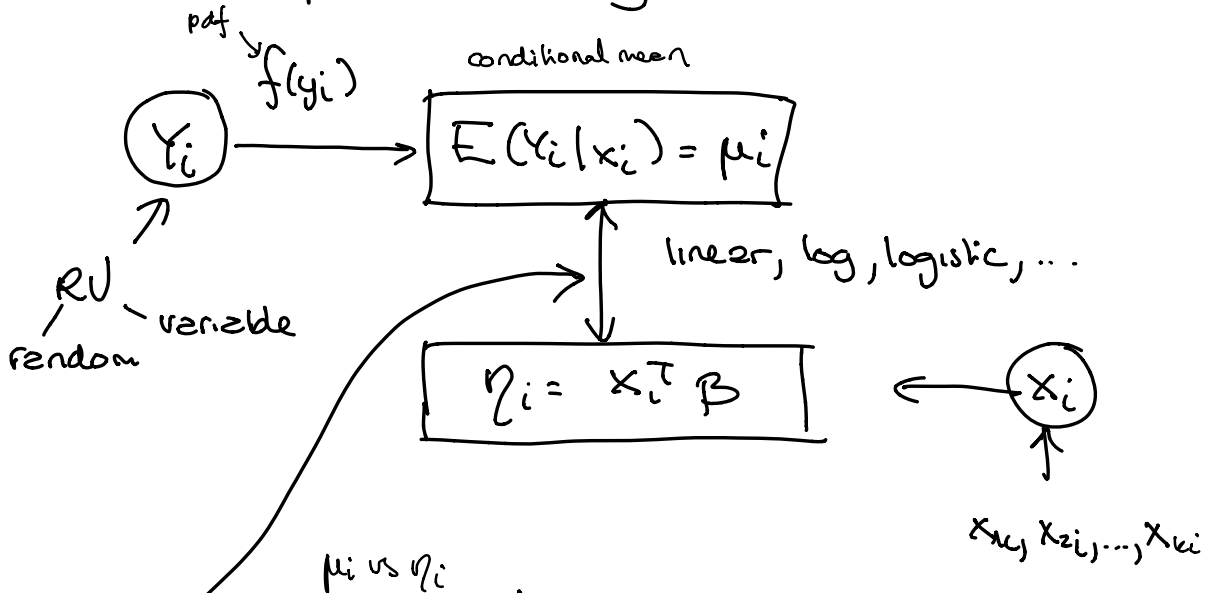 pdf
f(yi)
conditional mean
Yi
E(Yi|xi) = μi
linear, log, logistic, ...
RV
variable
random
ηi = xiᵀ β
xi
x1i, x2i, ..., xki
μi vs ηi